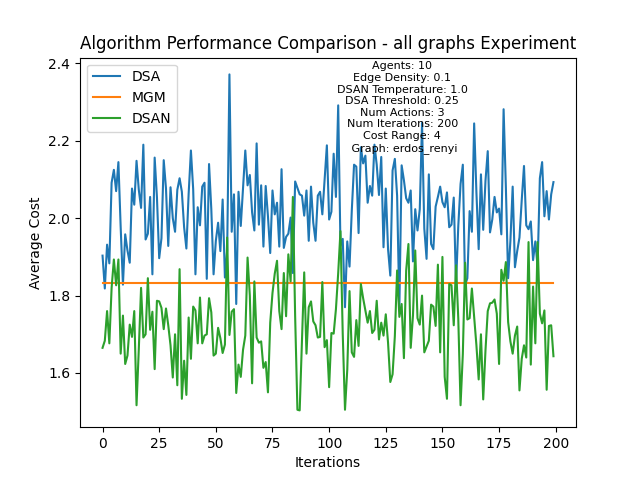 Algorithm Performance Comparison - all graphs Experiment
DSA
MGM
DSAN
Agents: 10
Edge Density: 0.1
DSAN Temperature: 1.0
DSA Threshold: 0.25
Num Actions: 3
Num Iterations: 200
Cost Range: 4
Graph: erdos_renyi
Average Cost
2.4
2.2
2.0
1.8
1.6
0
25
50
75
100
125
150
175
200
Iterations